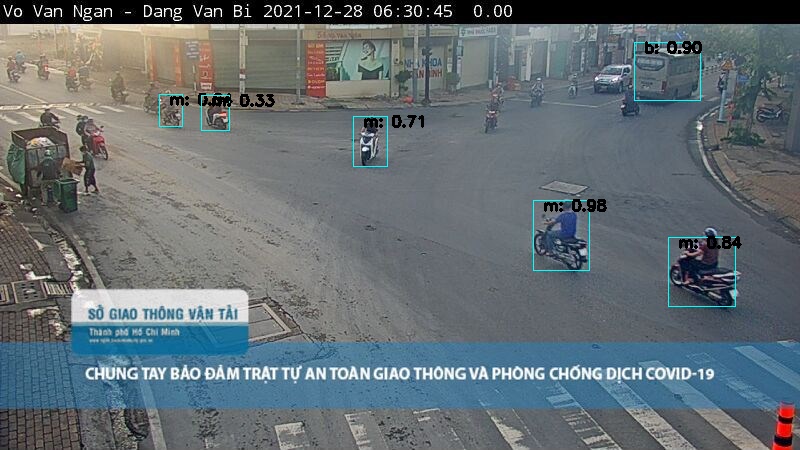 Vo Van Ngan - Dang Van Bi 2021-12-28 06:30:45 0.00
b: 0.90
0.33
m: 0.71
m: 0.98
m: 0.84
SỞ GIAO THÔNG VẬN TẢI
Thành phố Hồ Chí Minh
CHUNG TAY BẢO ĐẢM TRẬT TỰ AN TOÀN GIAO THÔNG VÀ PHÒNG CHỐNG DỊCH COVID-19